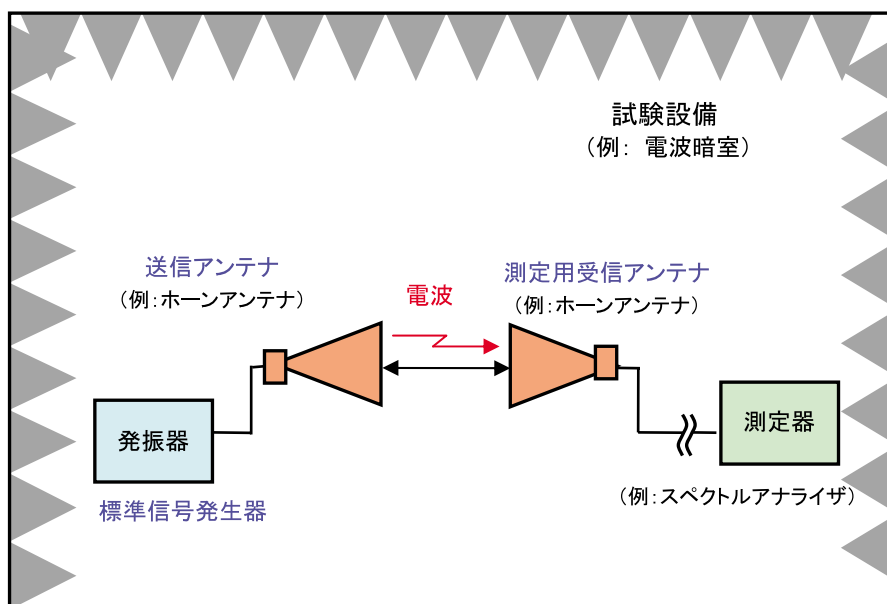 試験設備
（例： 電波暗室）
送信アンテナ
（例：ホーンアンテナ）
電波
測定用受信アンテナ
（例：ホーンアンテナ）
発振器
標準信号発生器
測定器
（例：スペクトルアナライザ）